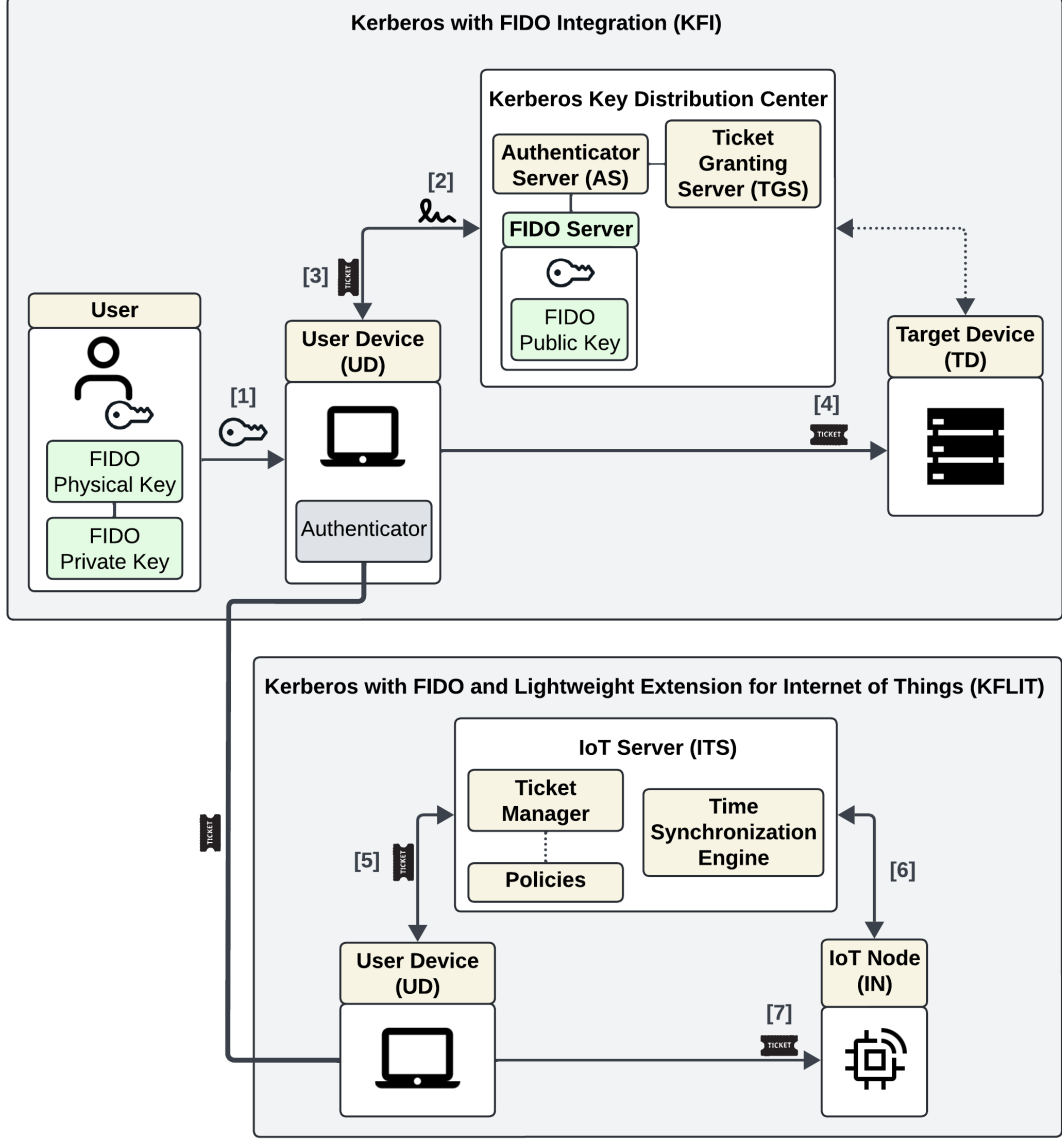 Kerberos with FIDO Integration (KFI)
Kerberos Key Distribution Center
Authenticator
Server (AS)
Ticket
Granting
Server (TGS)
[2]
FIDO Server
[3]
TICKET
FIDO
Public Key
User
User Device
(UD)
Target Device
(TD)
[1]
[4]
TICKET
FIDO
Physical Key
Authenticator
FIDO
Private Key
Kerberos with FIDO and Lightweight Extension for Internet of Things (KFLIT)
IoT Server (ITS)
Ticket
Manager
Time
Synchronization
Engine
TICKET
[5]
TICKET
Policies
[6]
User Device
(UD)
IoT Node
(IN)
[7]
TICKET